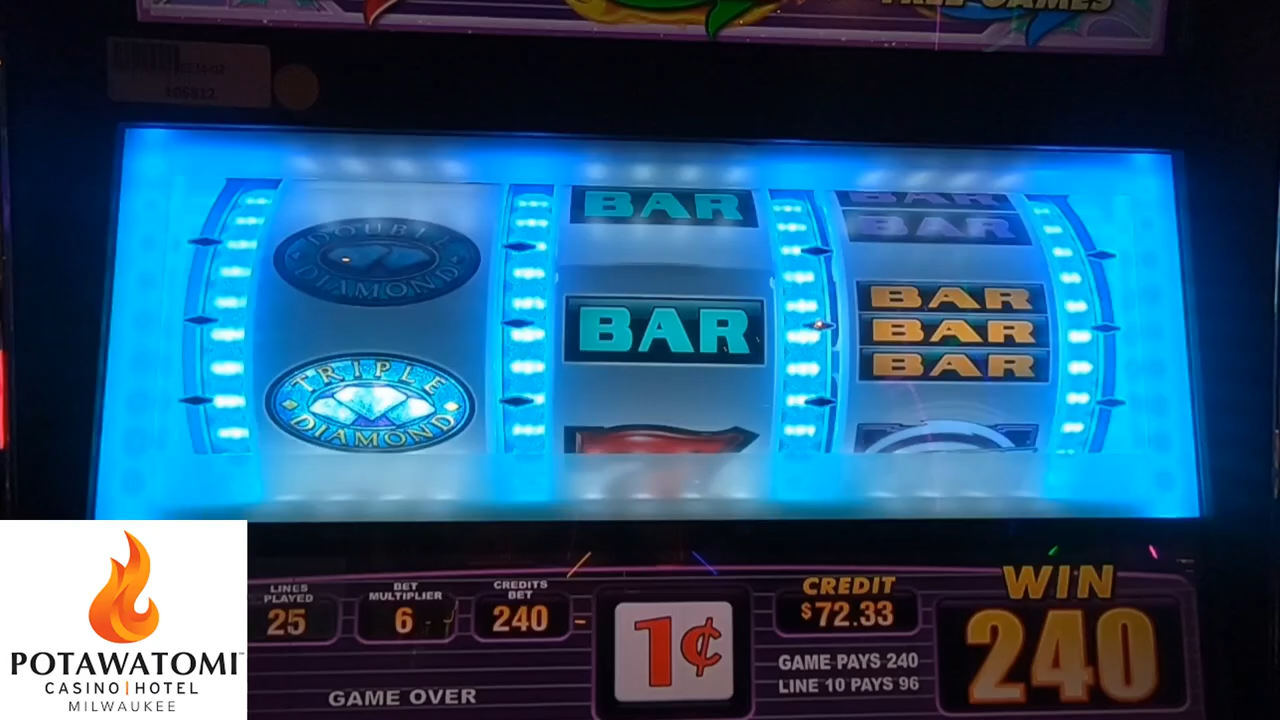 FREE GAMES
105812
DOUBLE
DIAMOND
TRIPLE
DIAMOND
BAR
BAR
BAR
BAR
BAR
BAR
BAR
LINES
PLAYED
25
BET
MULTIPLIER
6
CREDITS
BET
240
1¢
CREDIT
$72.33
GAME PAYS 240
LINE 10 PAYS 96
WIN
240
GAME OVER
POTAWATOMI™
CASINO | HOTEL
MILWAUKEE